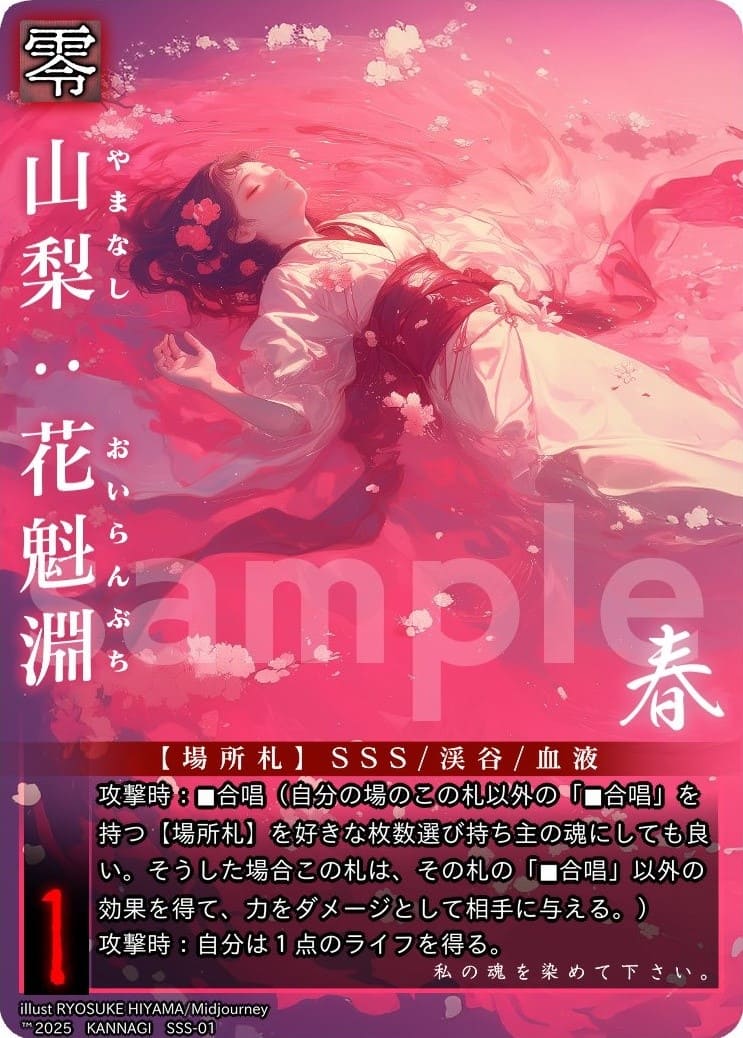 零
山梨：花魁淵
やまなし
おいらんぶち
sample
春
【場所札】SSS/渓谷/血液
攻撃時：■合唱（自分の場のこの札以外の「■合唱」を
持つ【場所札】を好きな枚数選び持ち主の魂にしても良
い。そうした場合この札は、その札の「■合唱」以外の
効果を得て、力をダメージとして相手に与える。）
攻撃時：自分は１点のライフを得る。
私の魂を染めて下さい。
1
illust RYOSUKE HIYAMA/Midjourney
™2025 KANNAGI SSS-01